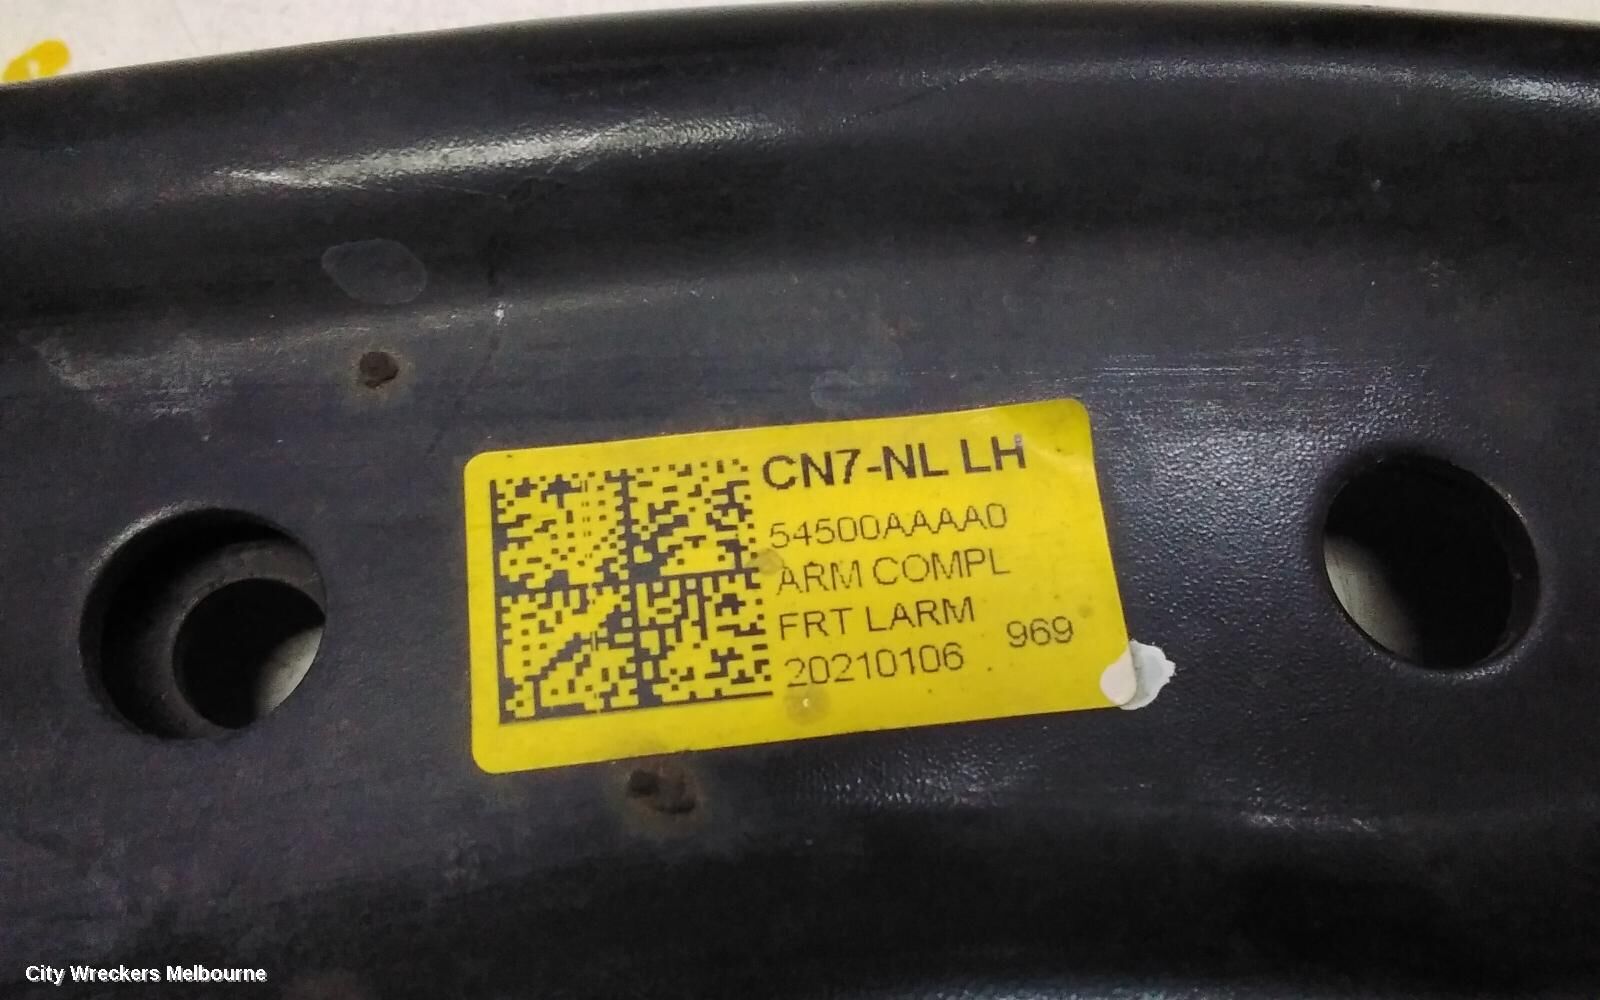 CN7-NL LH
54500AAAA0
ARM COMPL
FRT LARM
20210106 . 969
City Wreckers Melbourne